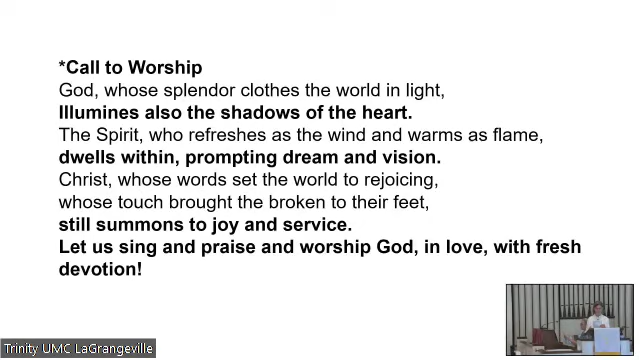 *Call to Worship
God, whose splendor clothes the world in light,
Illumines also the shadows of the heart.
The Spirit, who refreshes as the wind and warms as flame,
dwells within, prompting dream and vision.
Christ, whose words set the world to rejoicing,
whose touch brought the broken to their feet,
still summons to joy and service.
Let us sing and praise and worship God, in love, with fresh
devotion!
Trinity UMC LaGrangeville